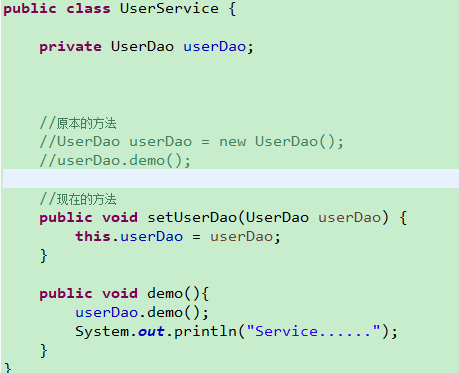 public class UserService {
private UserDao userDao;
//原本的方法
//UserDao userDao = new UserDao();
//userDao.demo();
//现在的方法
public void setUserDao(UserDao userDao) {
this.userDao = userDao;
}
public void demo(){
userDao.demo();
System.out.println("Service......");
}
}